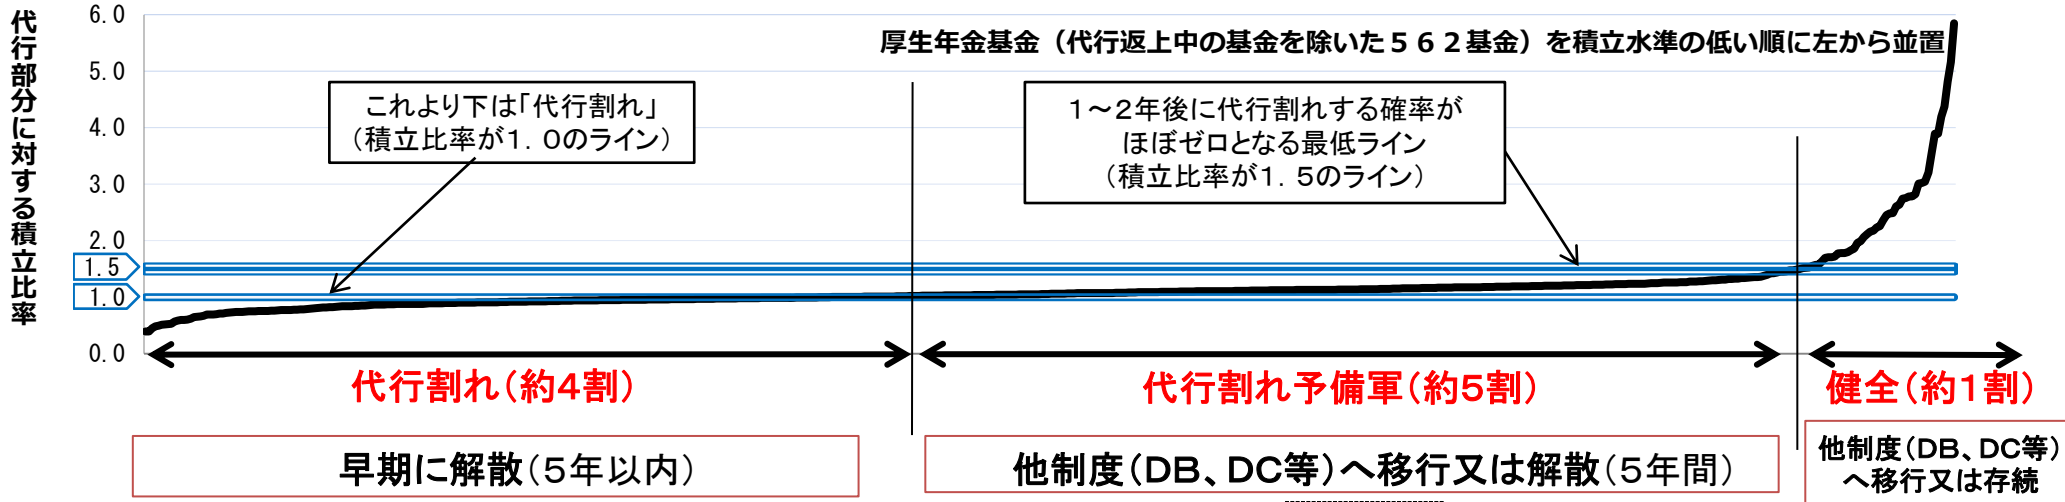 代行部分に対する積立比率
6.0
5.0
4.0
3.0
2.0
1.5
1.0
0.0
厚生年金基金（代行返上中の基金を除いた５６２基金）を積立水準の低い順に左から並置
これより下は「代行割れ」
（積立比率が１．０のライン）
１～２年後に代行割れする確率が
ほぼゼロとなる最低ライン
（積立比率が１．５のライン）
代行割れ（約４割）
代行割れ予備軍（約５割）
健全（約１割）
早期に解散（５年以内）
他制度（ＤＢ、ＤＣ等）へ移行又は解散（５年間）
他制度（ＤＢ、ＤＣ等）
へ移行又は存続